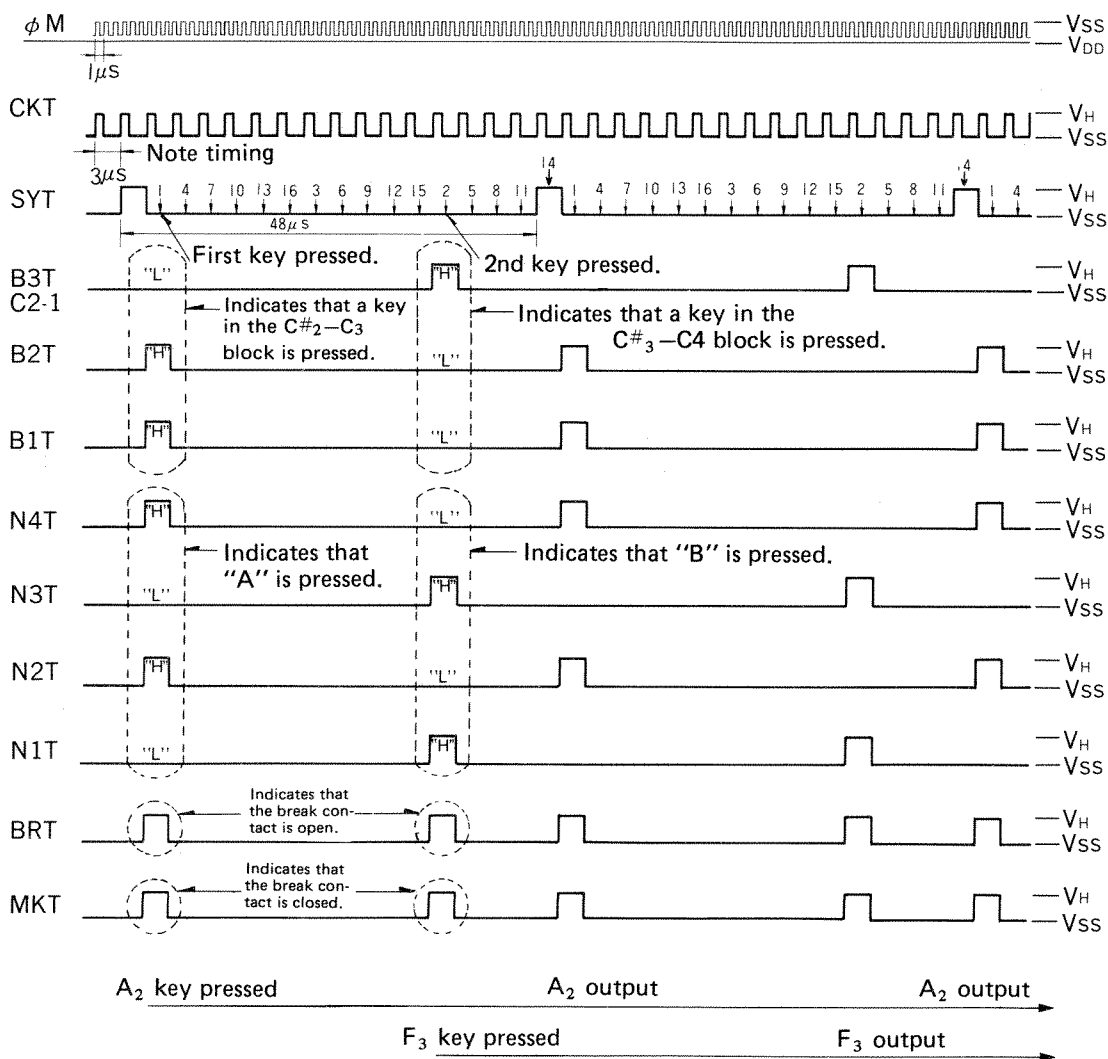 φM
VSS
VDD
1μS
CKT
VH
VSS
Note timing
3μS
14
14
SYT
1 4 7 10 13 16 3 6 9 12 15 2 5 8 11 1 4 7 10 13 16 3 6 9 12 15 2 5 8 11 1 4
VH
VSS
48μS
First key pressed.
2nd key pressed.
B3T
C2-1
"L"
"H"
VH
VSS
Indicates that a key
in the C#2–C3
block is pressed.
Indicates that a key in the
C#3–C4 block is pressed.
B2T
"H"
"L"
VH
VSS
B1T
"H"
"L"
VH
VSS
N4T
"H"
"L"
VH
VSS
Indicates that
"A" is pressed.
Indicates that "B" is pressed.
N3T
"L"
"H"
VH
VSS
N2T
"H"
"L"
VH
VSS
N1T
"L"
"H"
VH
VSS
Indicates that
the break con-
tact is open.
BRT
VH
VSS
Indicates that
the break con-
tact is closed.
MKT
VH
VSS
A2 key pressed
A2 output
A2 output
F3 key pressed
F3 output